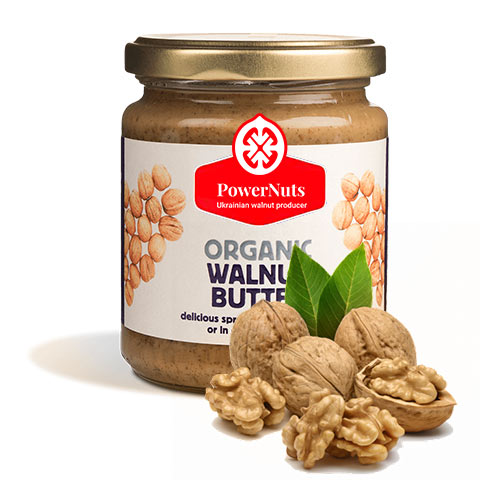 PowerNuts
Ukrainian walnut producer
ORGANIC
WALNU
BUTTE
delicious spr
or in